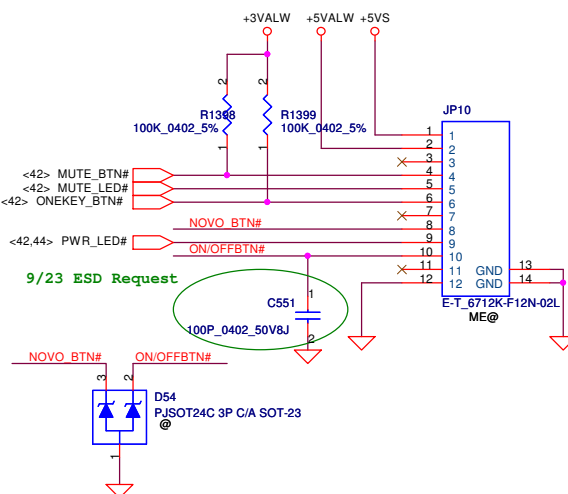 +3VALW +5VALW +5VS
JP10
2 2
R1398 R1399
100K_0402_5% 100K_0402_5%
1 1
1 1
2 2
3 3
<42> MUTE_BTN# 4 4
<42> MUTE_LED# 5 5
<42> ONEKEY_BTN# 6 6
7 7
NOVO_BTN# 8 8
<42,44> PWR_LED# 9 9
ON/OFFBTN# 10 10
11 11 GND 13
12 12 GND 14
9/23 ESD Request
E-T_6712K-F12N-02L
ME@
1
C551
100P_0402_50V8J
2
NOVO_BTN# ON/OFFBTN#
3 2
D54
PJSOT24C 3P C/A SOT-23
@
1